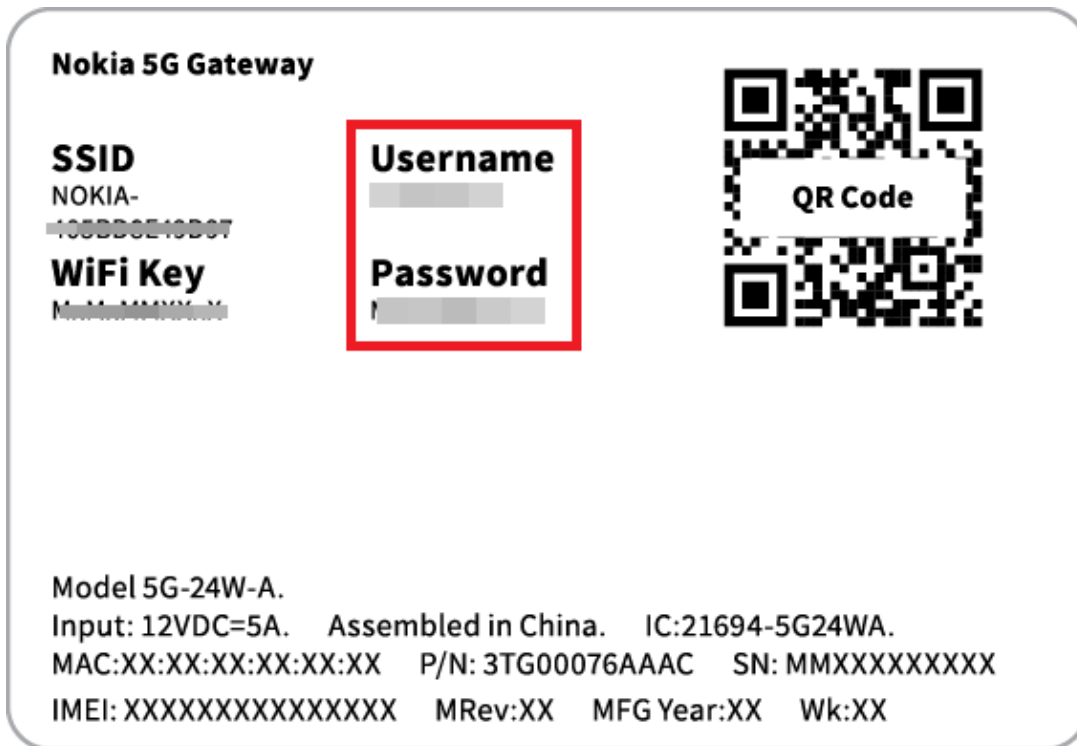 Nokia 5G Gateway
SSID
NOKIA-
WiFi Key
Username
Password
QR Code
Model 5G-24W-A.
Input: 12VDC=5A. Assembled in China. IC:21694-5G24WA.
MAC:XX:XX:XX:XX:XX:XX P/N: 3TG00076AAAC SN: MMXXXXXXXXX
IMEI: XXXXXXXXXXXXXXX MRev:XX MFG Year:XX Wk:XX